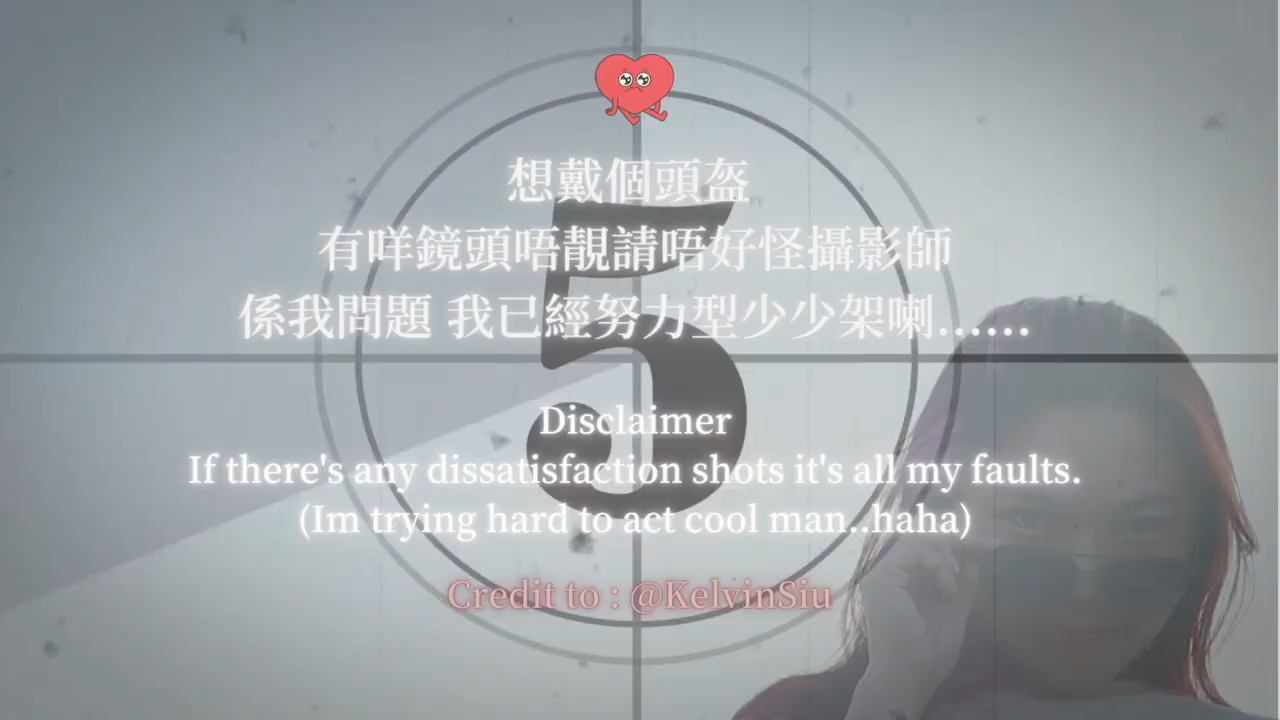 想戴個頭盔
有咩鏡頭唔靚請唔好怪攝影師
係我問題 我已經努力型少少架喇......
5
Disclaimer
If there's any dissatisfaction shots it's all my faults.
(Im trying hard to act cool man..haha)
Credit to : @KelvinSiu